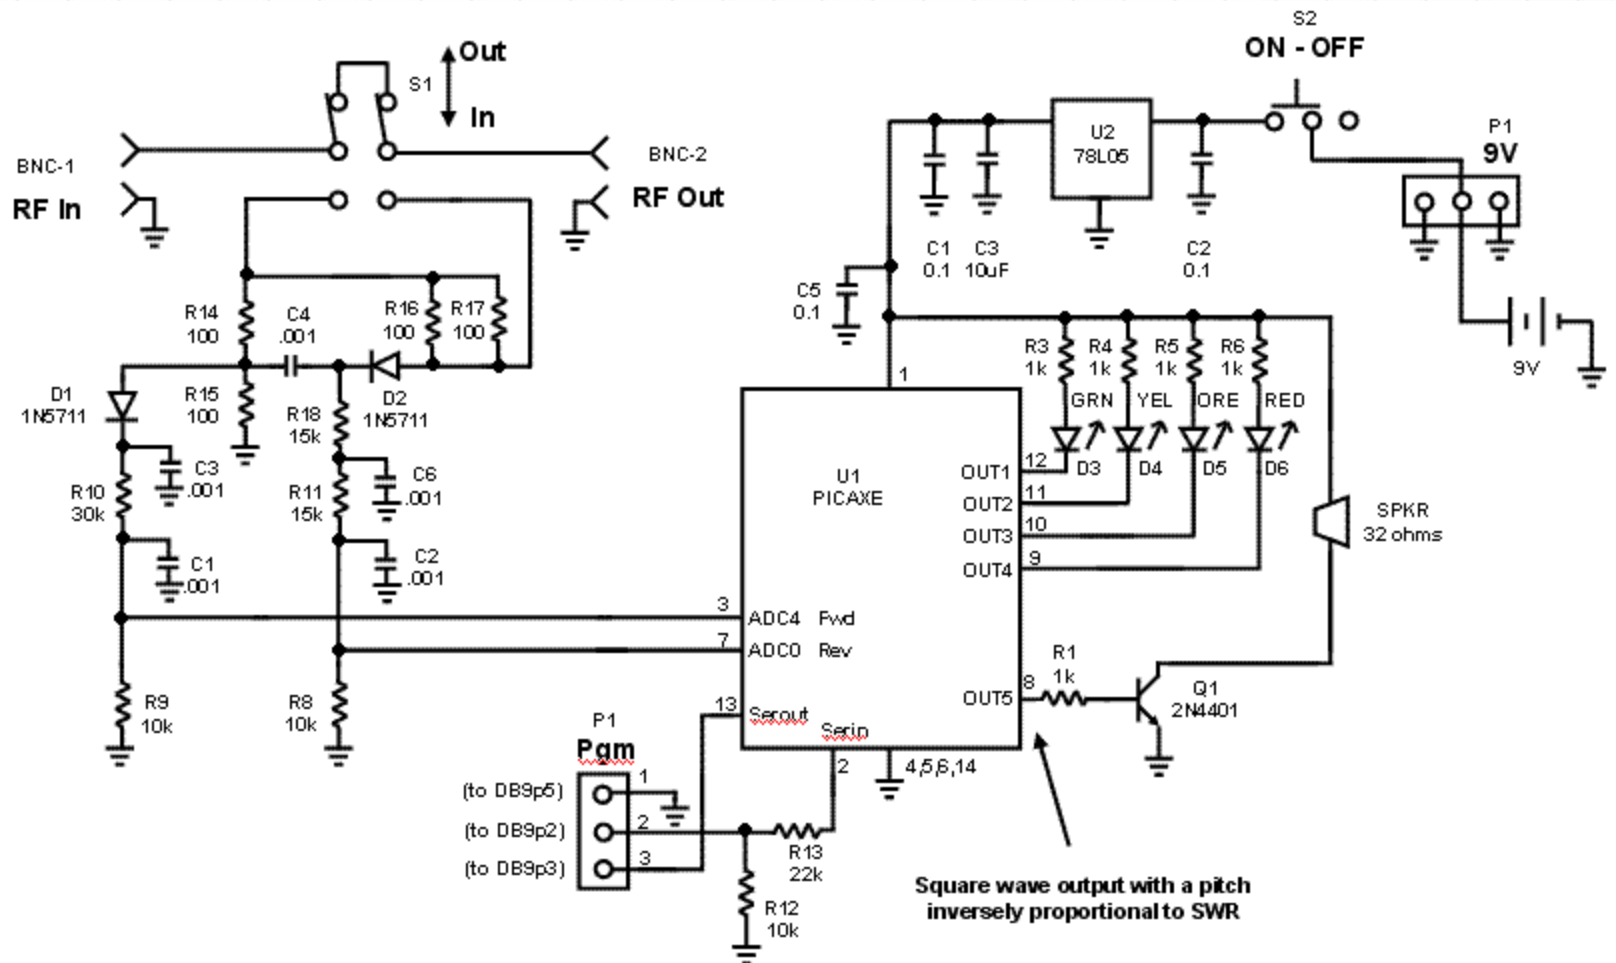 S2
ON - OFF
Out
S1
In
BNC-1
RF In
BNC-2
RF Out
U2
78L05
P1
9V
C1
0.1
C3
10uF
C2
0.1
C5
0.1
9V
R14
100
C4
.001
R16
100
R17
100
D1
1N5711
R15
100
D2
1N5711
R18
15k
C3
.001
C6
.001
R10
30k
R11
15k
C1
.001
C2
.001
R3
1k
R4
1k
R5
1k
R6
1k
GRN
YEL
ORE
RED
D3
D4
D5
D6
1
U1
PICAXE
OUT1
12
OUT2
11
OUT3
10
OUT4
9
SPKR
32 ohms
3
ADC4 Fwd
7
ADC0 Rev
R9
10k
R8
10k
13
Serout
Serin
OUT5
8
R1
1k
Q1
2N4401
2
4,5,6,14
P1
Pgm
(to DB9p5)
1
(to DB9p2)
2
(to DB9p3)
3
R13
22k
R12
10k
Square wave output with a pitch
inversely proportional to SWR